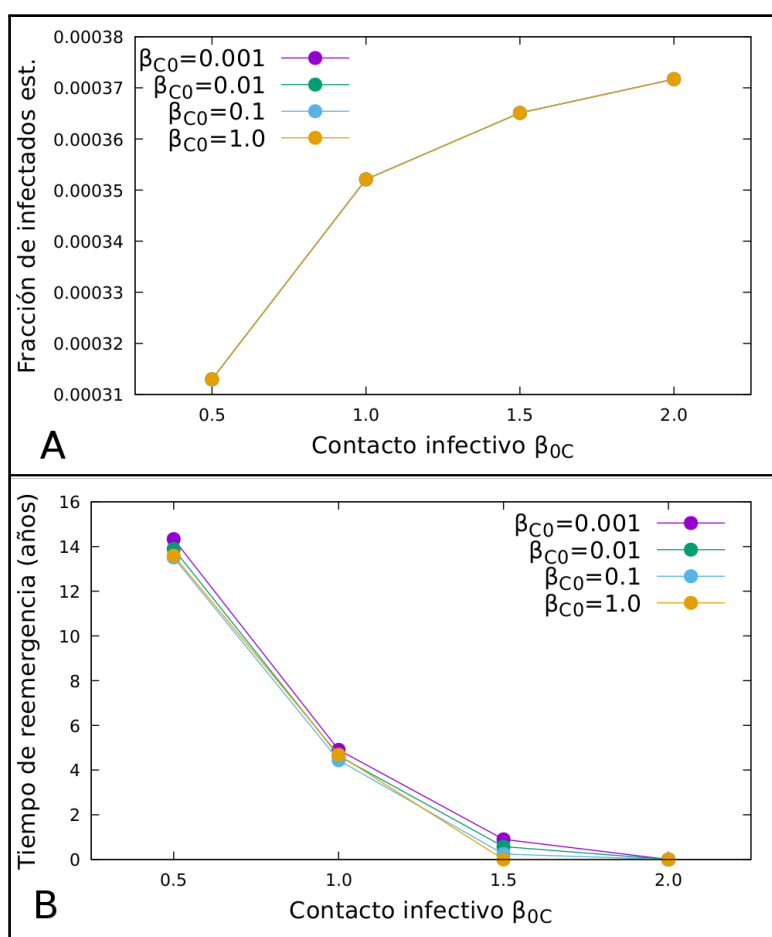 0.00038
0.00037
0.00036
0.00035
0.00034
0.00033
0.00032
0.00031
Fracción de infectados est.
βC0=0.001
βC0=0.01
βC0=0.1
βC0=1.0
0.5 1.0 1.5 2.0
Contacto infectivo β0C
A
16
14
12
10
8
6
4
2
0
Tiempo de reemergencia (años)
βC0=0.001
βC0=0.01
βC0=0.1
βC0=1.0
0.5 1.0 1.5 2.0
Contacto infectivo β0C
B